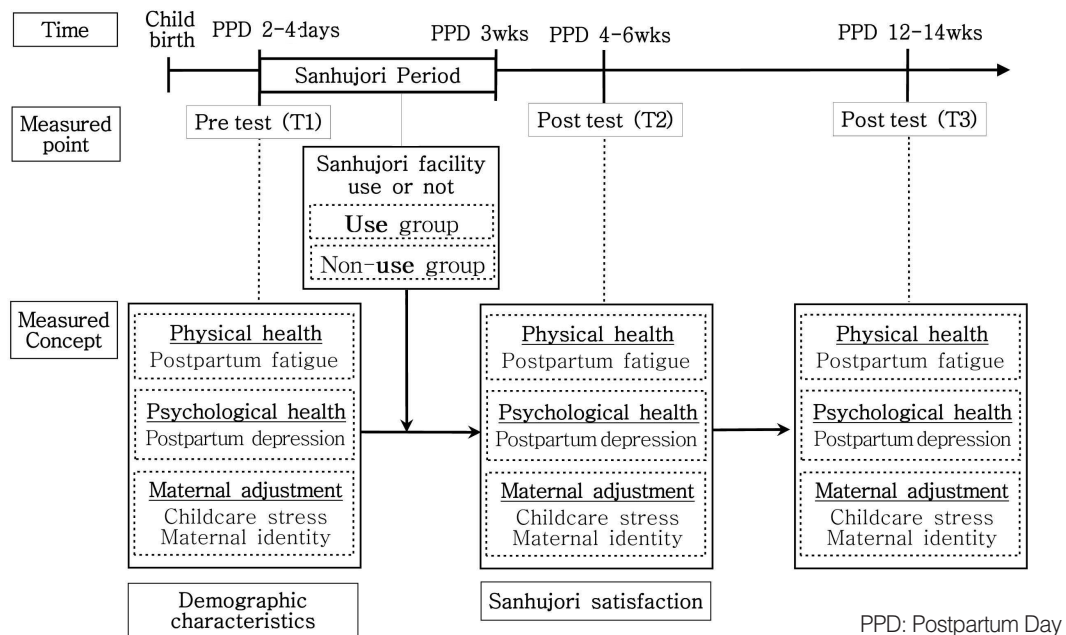 Time
Child
birth
PPD 2-4days
PPD 3wks
PPD 4-6wks
PPD 12-14wks
Sanhujori Period
Measured
point
Pre test (T1)
Post test (T2)
Post test (T3)
Sanhujori facility
use or not
Use group
Non-use group
Measured
Concept
Physical health
Postpartum fatigue
Psychological health
Postpartum depression
Maternal adjustment
Childcare stress
Maternal identity
Physical health
Postpartum fatigue
Psychological health
Postpartum depression
Maternal adjustment
Childcare stress
Maternal identity
Physical health
Postpartum fatigue
Psychological health
Postpartum depression
Maternal adjustment
Childcare stress
Maternal identity
Demographic
characteristics
Sanhujori satisfaction
PPD: Postpartum Day